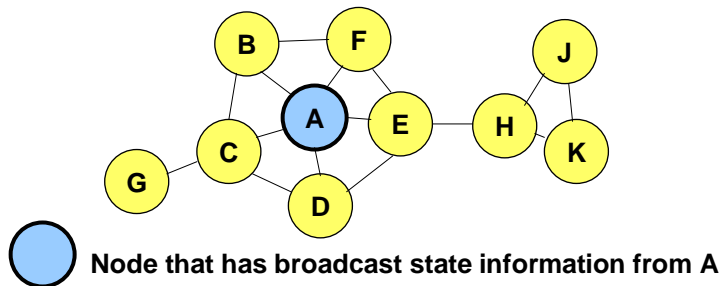 B
F
J
A
E
H
C
K
G
D
Node that has broadcast state information from A